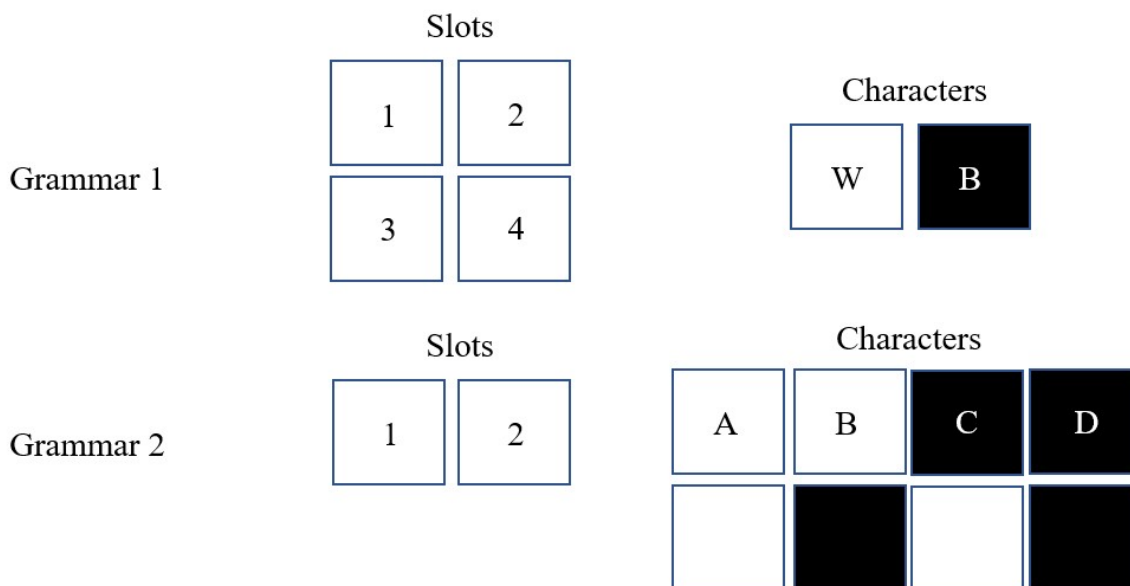 Slots
1 2
Characters
W B
Grammar 1
3 4
Slots
Characters
1 2
A B C D
Grammar 2